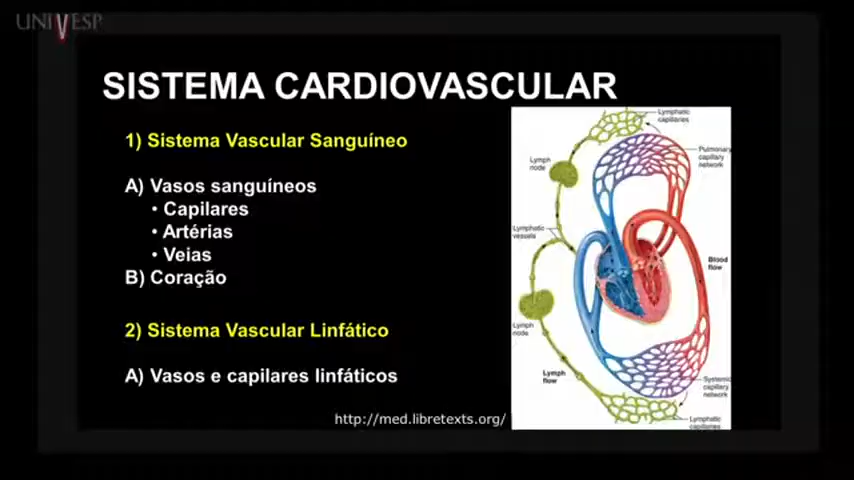 UNIVESP
SISTEMA CARDIOVASCULAR
1) Sistema Vascular Sanguíneo
A) Vasos sanguíneos
• Capilares
• Artérias
• Veias
B) Coração
2) Sistema Vascular Linfático
A) Vasos e capilares linfáticos
http://med.libretexts.org/
Lymphatic
capillaries
Pulmonary
capillary
network
Lymph
node
Lymphatic
vessels
Blood
flow
Lymph
node
Lymph
flow
Systemic
capillary
network
Lymphatic
capillaries